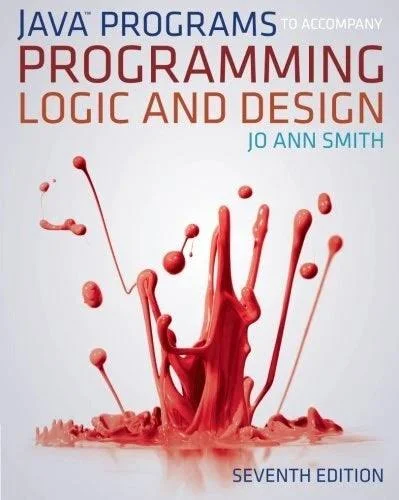 JAVA™ PROGRAMS TO ACCOMPANY
PROGRAMMING
LOGIC AND DESIGN
JO ANN SMITH
SEVENTH EDITION